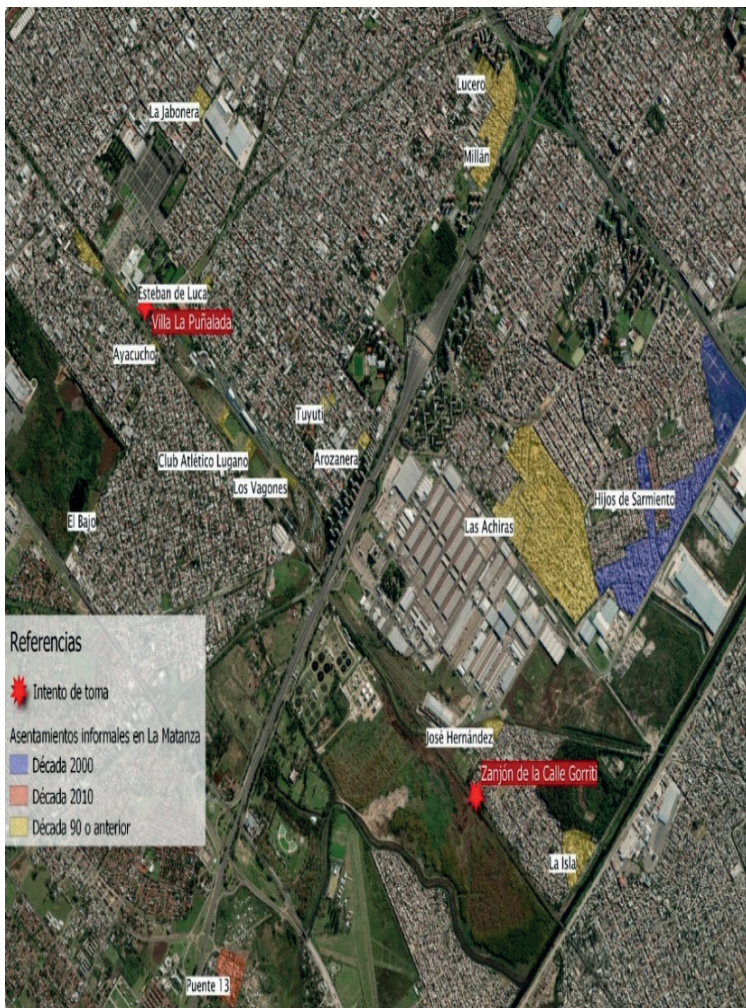 Lucero
La Jabonera
Millán
Esteban de Luca
Villa La Puñalada
Ayacucho
Tuyutí
Arozanera
Club Atlético Lugano
Los Vagones
Hijos de Sarmiento
Las Achiras
El Bajo
Referencias
Intento de toma
Asentamientos informales en La Matanza
Década 2000
Década 2010
Década 90 o anterior
José Hernández
Zanjón de la Calle Gorriti
La Isla
Puente 13